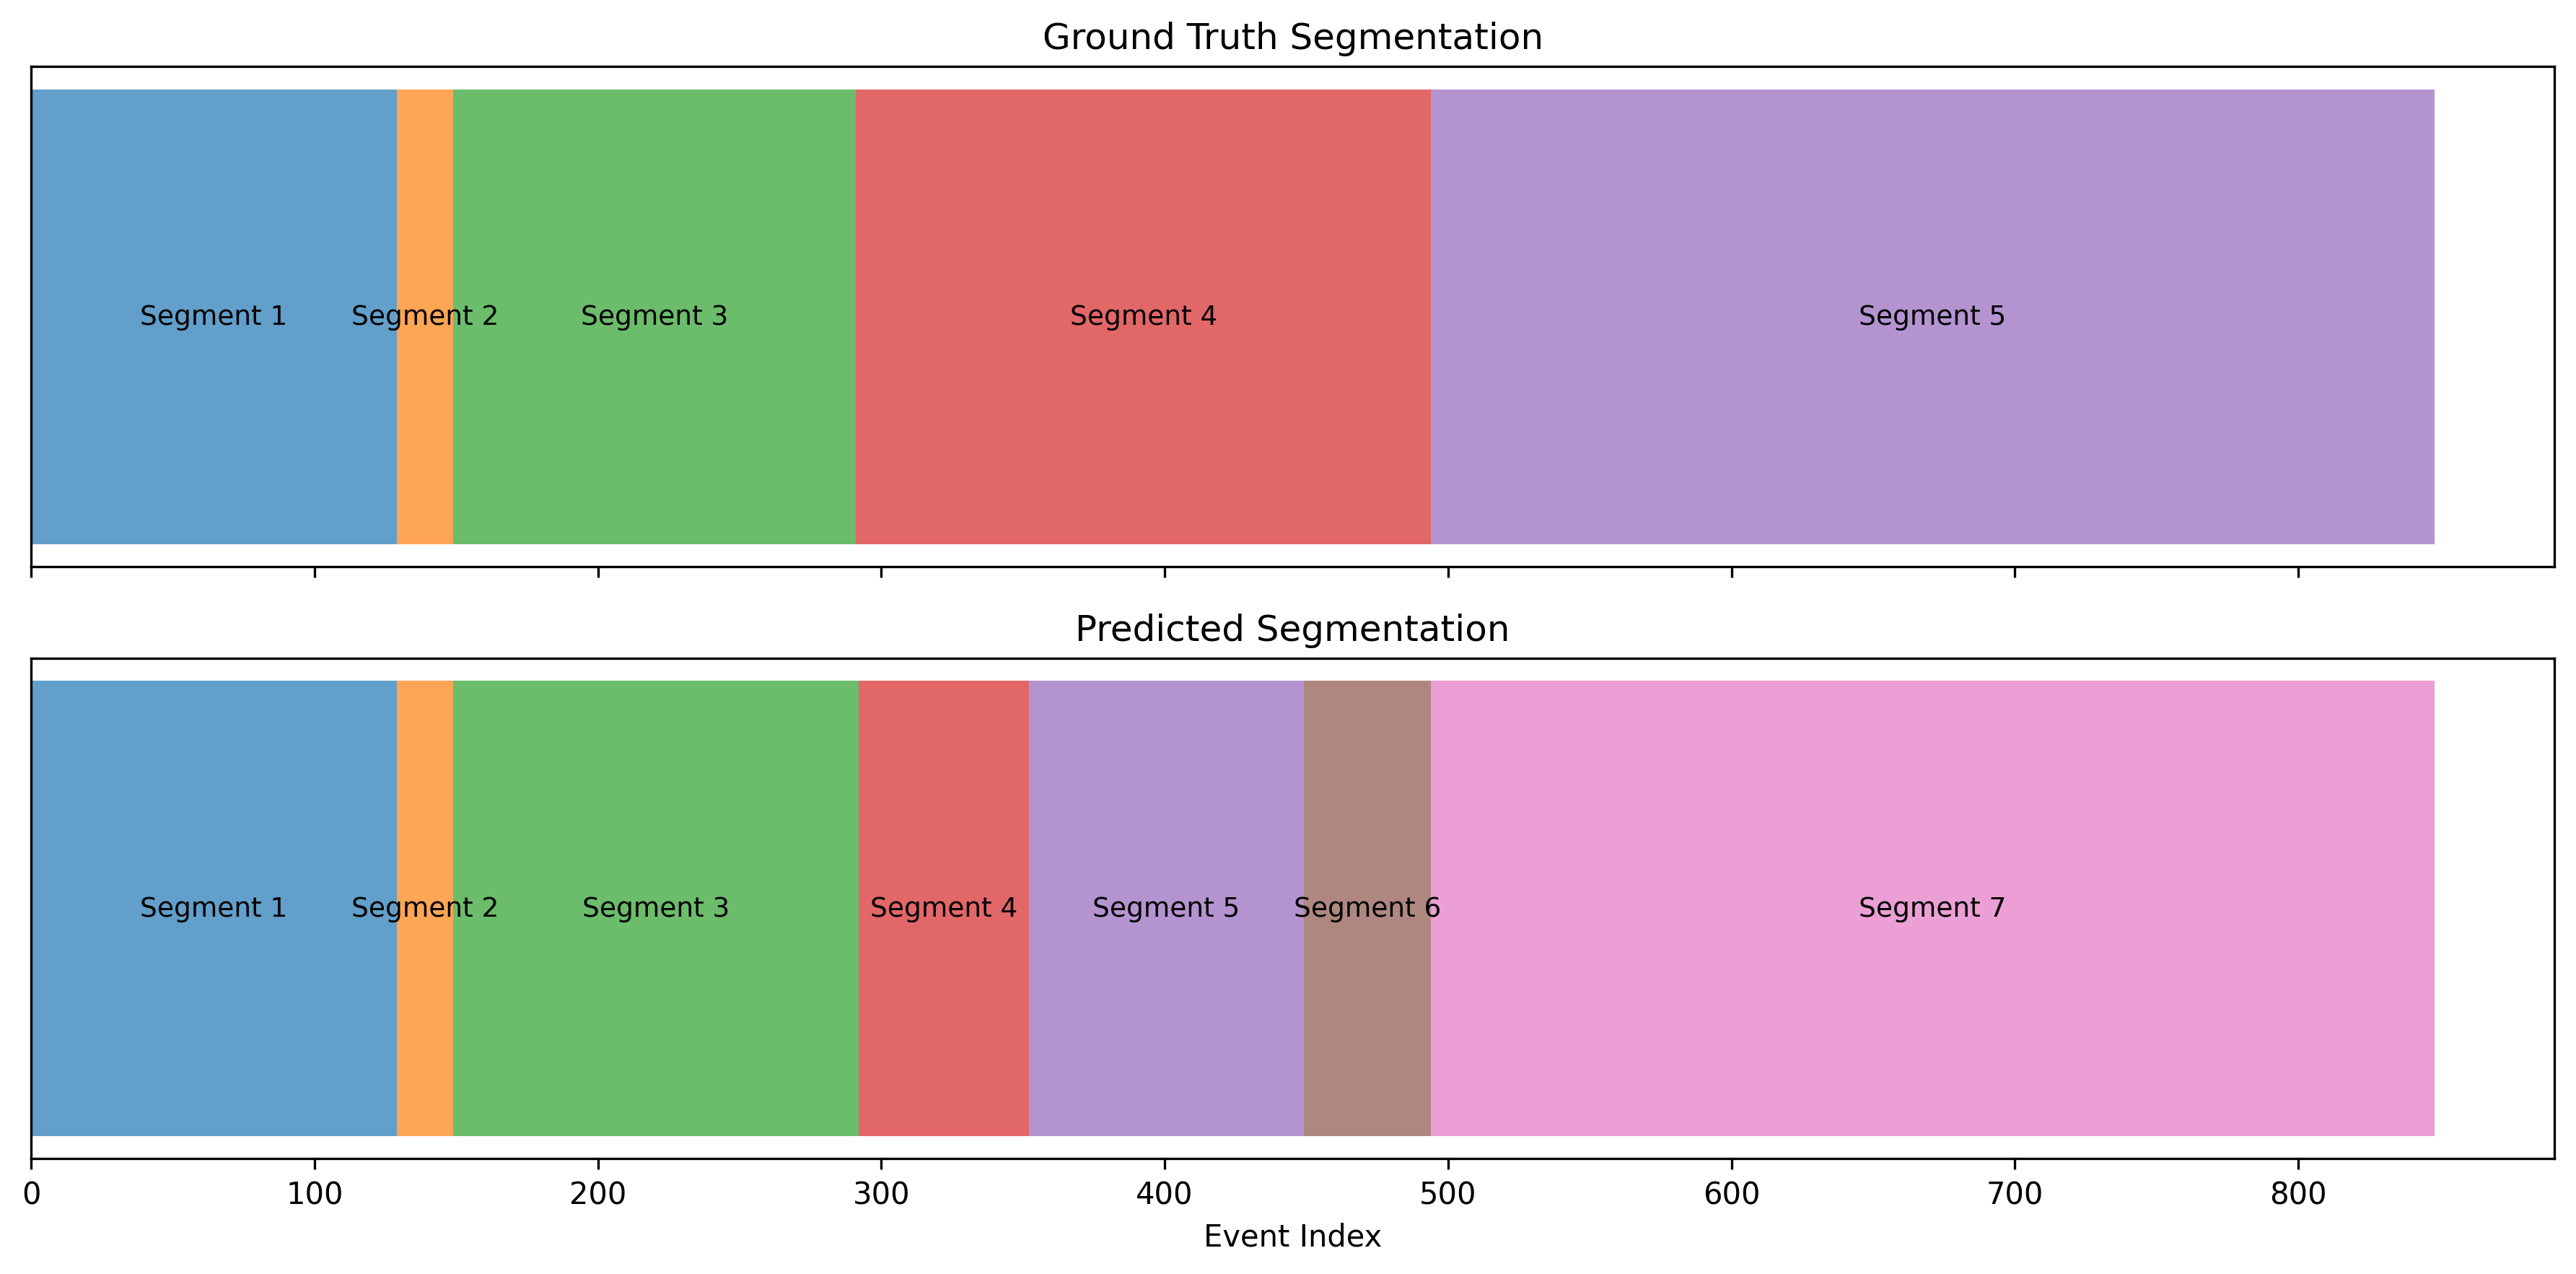 Ground Truth Segmentation
Segment 1 Segment 2 Segment 3 Segment 4 Segment 5
Predicted Segmentation
Segment 1 Segment 2 Segment 3 Segment 4 Segment 5 Segment 6 Segment 7
0 100 200 300 400 500 600 700 800
Event Index